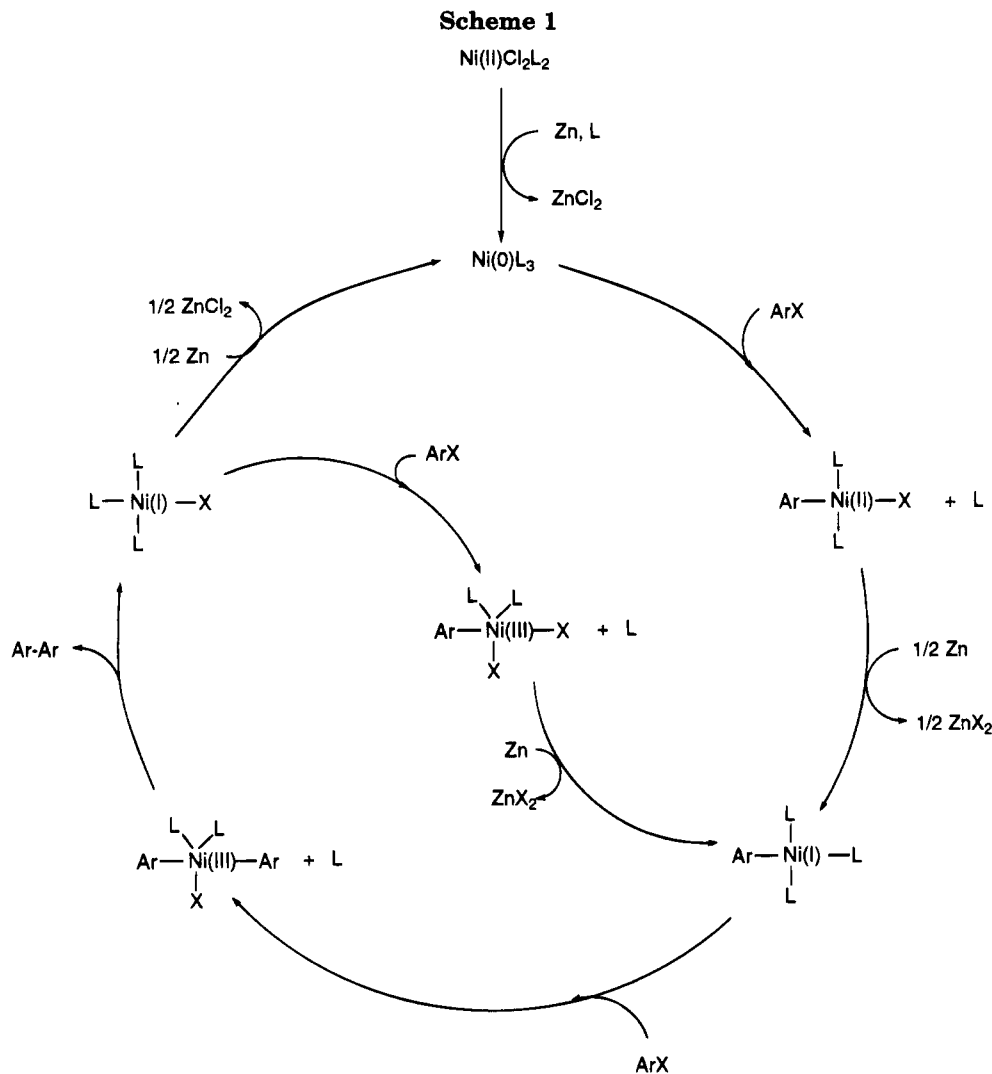 Scheme 1
Ni(II)Cl₂L₂
Zn, L
ZnCl₂
Ni(0)L₃
1/2 ZnCl₂
1/2 Zn
ArX
L
L Ni(I) X
L
ArX
L
Ar Ni(II) X + L
L
L L
Ar Ni(III) X + L
X
Ar-Ar
1/2 Zn
1/2 ZnX₂
Zn
ZnX₂
L L
Ar Ni(III) Ar + L
X
L
Ar Ni(I) L
L
ArX